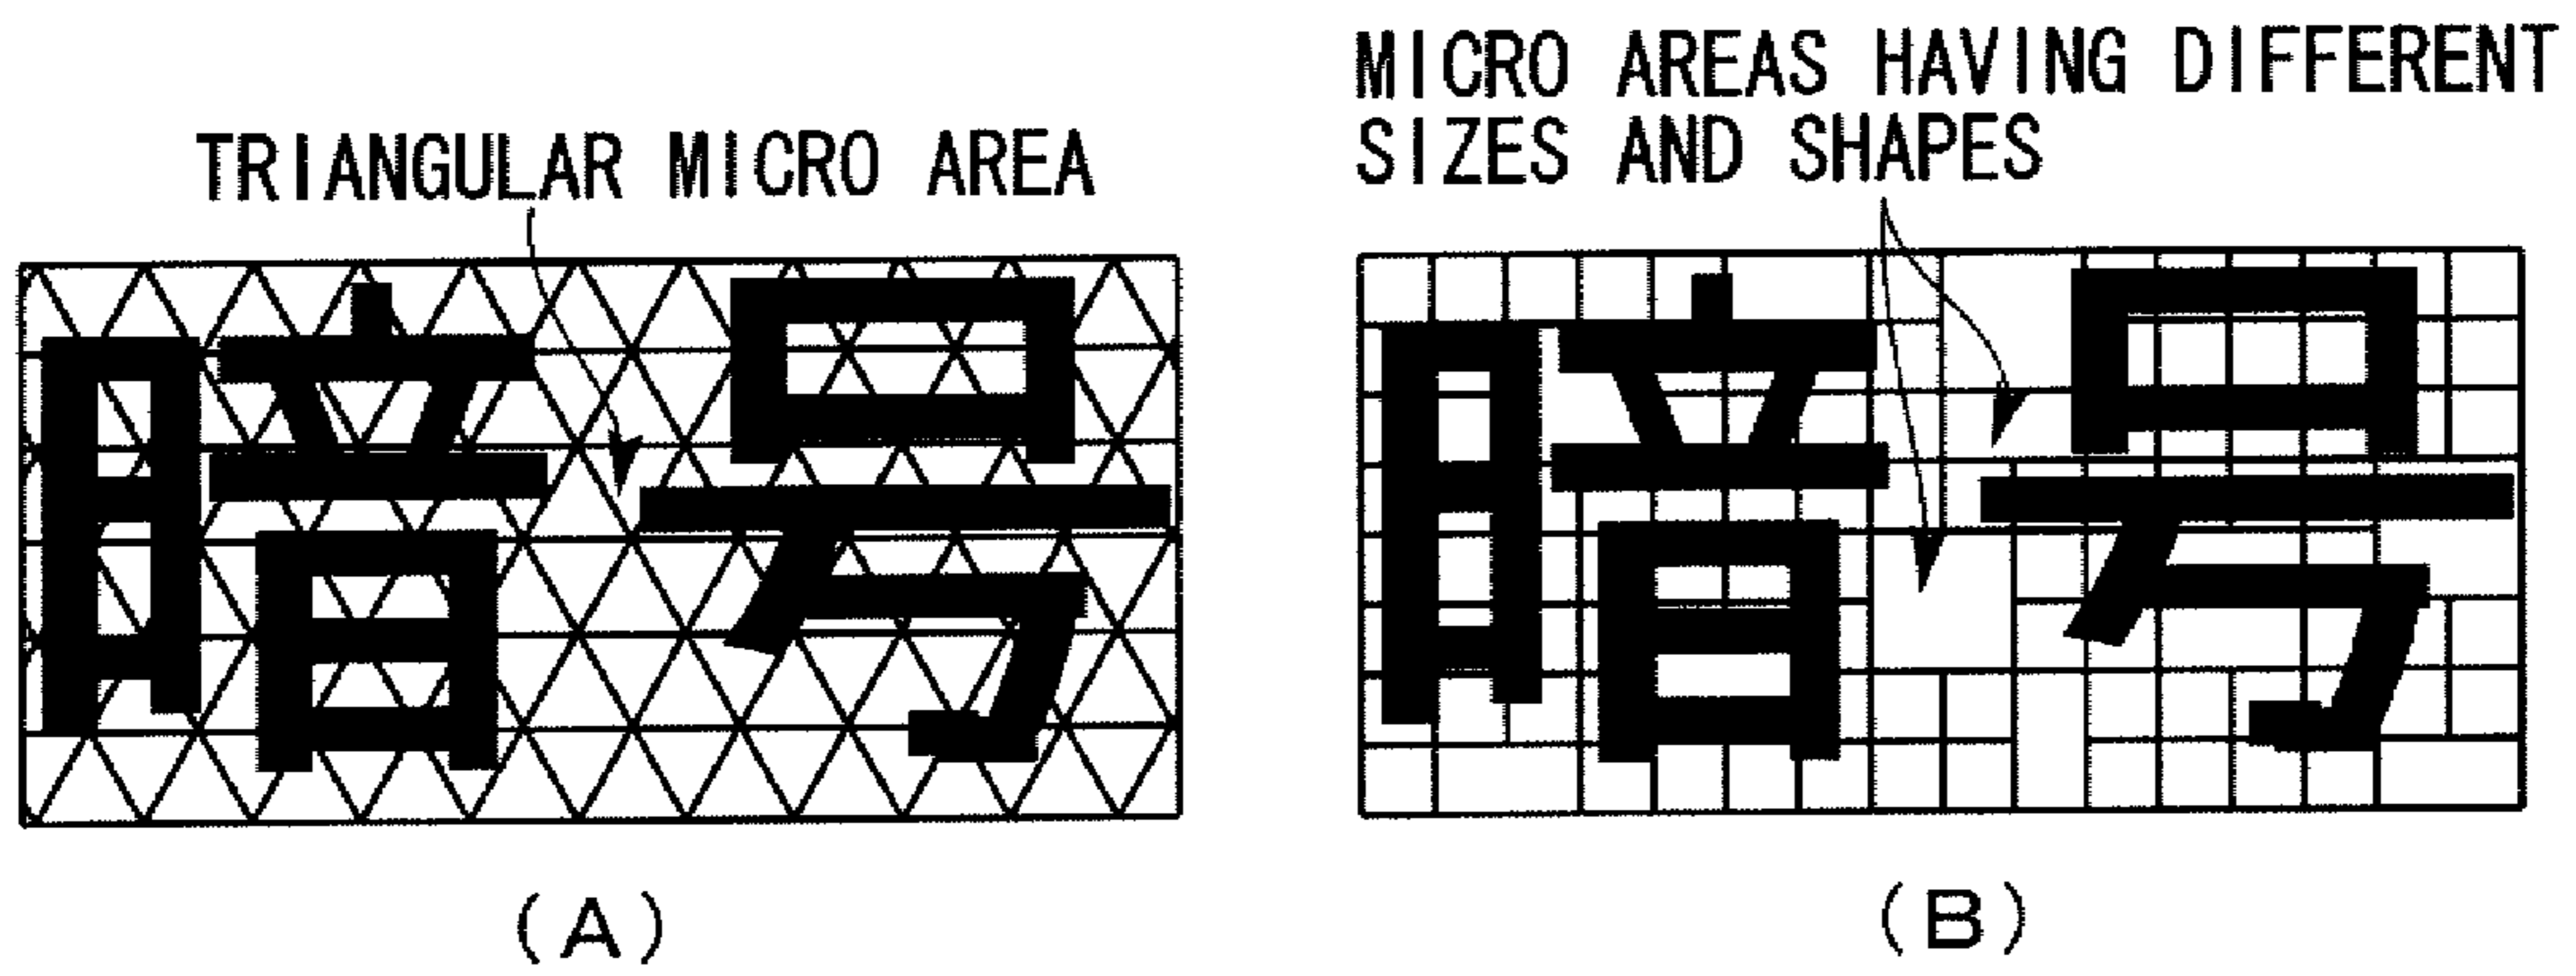 TRIANGULAR MICRO AREA
暗号
(A)
MICRO AREAS HAVING DIFFERENT
SIZES AND SHAPES
暗号
(B)